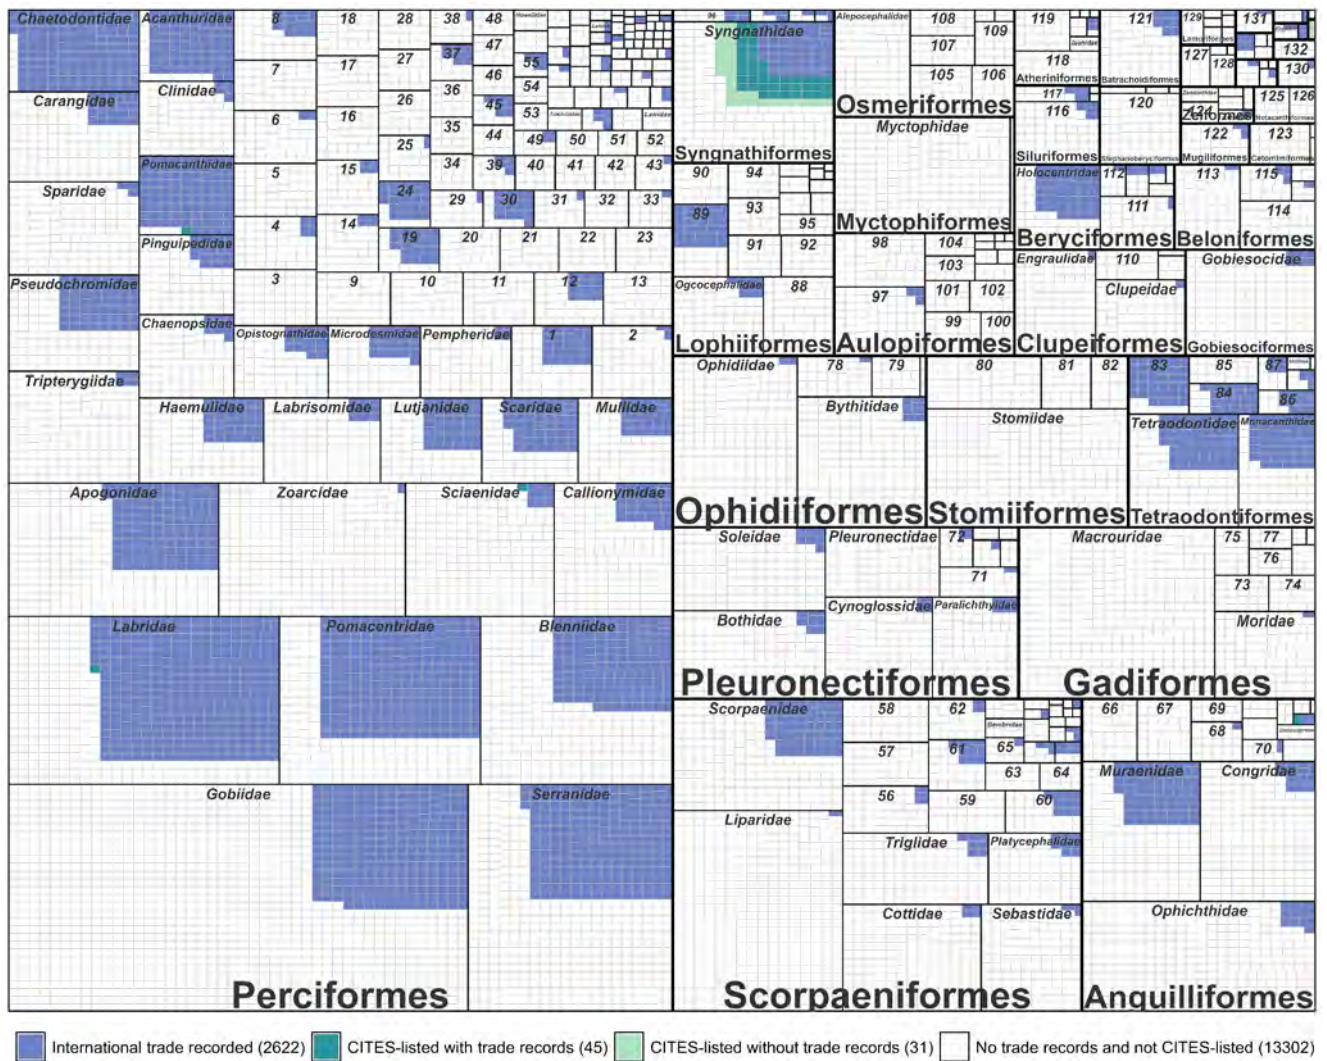 Chaetodontidae
Acanthuridae
8
18
28
38
48
7
17
27
37
47
Carangidae
Clinidae
6
16
26
36
46
55
45
54
53
35
44
5
25
34
15
49
50
51
52
39
40
41
42
43
Pomacanthidae
Sparidae
4
14
24
29
30
31
32
33
19
20
21
22
23
Pinguipedidae
3
9
10
11
12
13
Pseudochromidae
Chaenopsidae
Opistognathidae
Microdesmidae
Pempheridae
1
2
Tripterygiidae
Haemulidae
Labrisomidae
Lutjanidae
Scaridae
Mullidae
Apogonidae
Zoarcidae
Sciaenidae
Callionymidae
Labridae
Pomacentridae
Blenniidae
Gobiidae
Serranidae
Perciformes
96
Syngnathidae
Syngnathiformes
Alepocephalidae
108
109
107
105
106
Osmeriformes
119
118
Atheriniformes
121
Batrachoidiformes
129
Lamniformes
127
128
131
132
130
117
116
Siluriformes
120
Stephanoberyciformes
124
Zeiformes
125
126
Notacanthiformes
122
Mugiliformes
123
Cetomimiformes
Myctophidae
Myctophiformes
90
94
93
95
89
91
92
Ogcocephalidae
88
Lophiiformes
Holocentridae
112
111
Beryciformes
113
115
114
Beloniformes
98
104
103
97
101
102
99
100
Aulopiformes
Engraulidae
110
Clupeidae
Clupeiformes
Gobiesocidae
Gobiesociformes
Ophidiidae
78
79
Bythitidae
Ophidiiformes
80
81
82
Stomiidae
Stomiiformes
83
85
87
84
86
Tetraodontidae
Monacanthidae
Tetraodontiformes
Soleidae
Pleuronectidae
72
71
Bothidae
Cynoglossidae
Paralichthyidae
Pleuronectiformes
Macrouridae
75
77
76
73
74
Moridae
Gadiformes
Scorpaenidae
58
62
Bembridae
57
61
65
63
64
56
59
60
Liparidae
Triglidae
Platycephalidae
Cottidae
Sebastidae
Scorpaeniformes
66
67
69
68
70
Muraenidae
Congridae
Ophichthidae
Anquilliformes
International trade recorded (2622)
CITES-listed with trade records (45)
CITES-listed without trade records (31)
No trade records and not CITES-listed (13302)